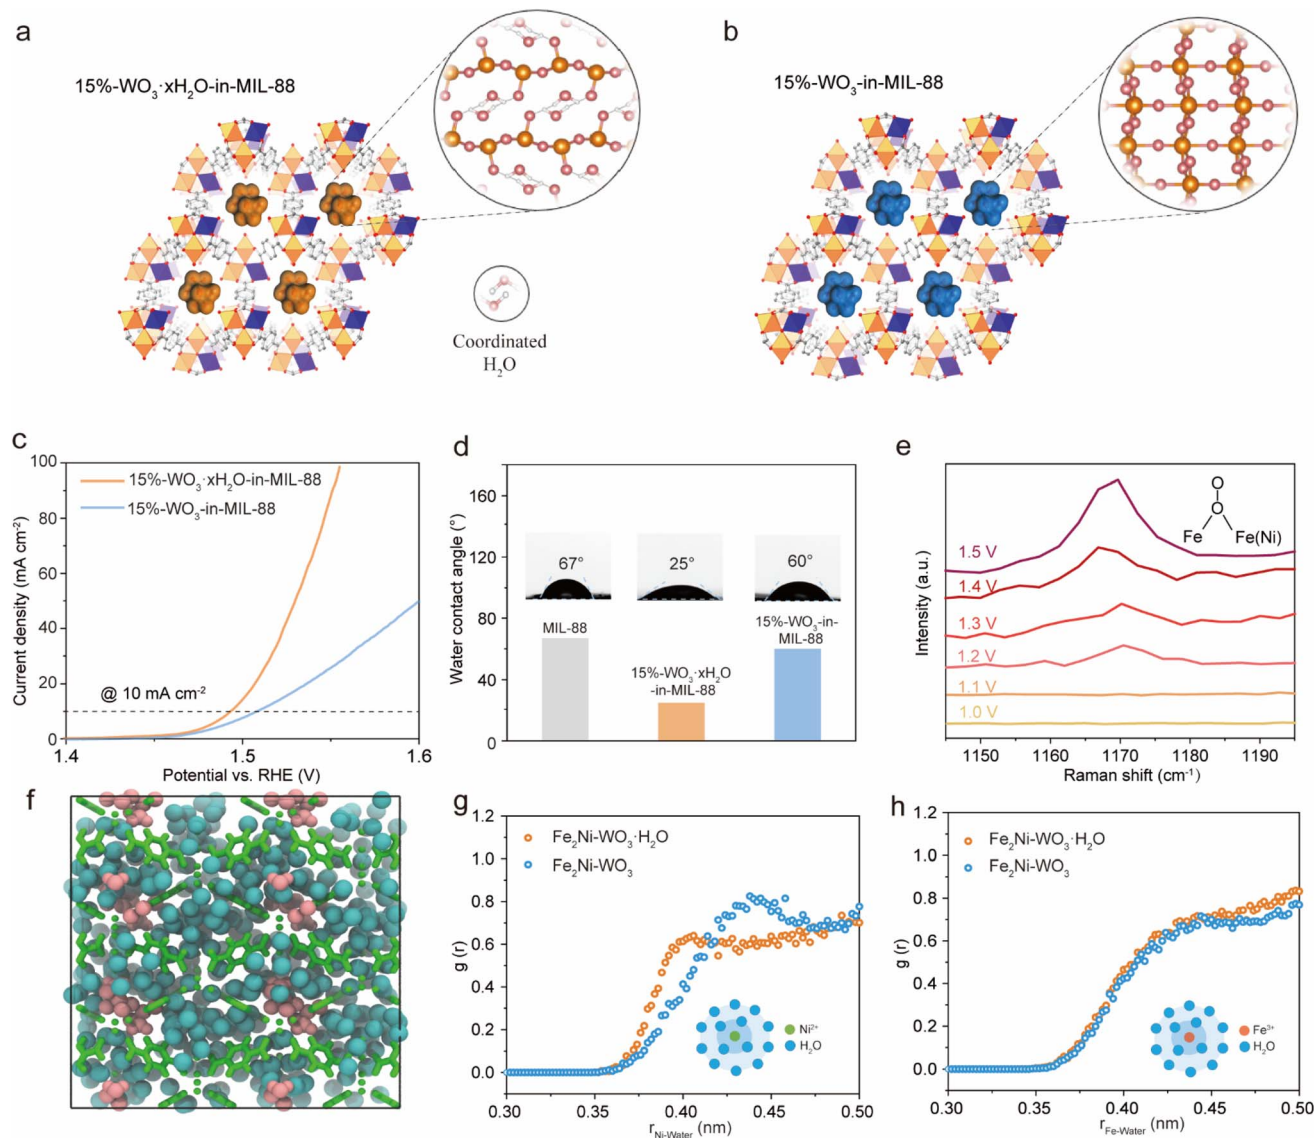 a
15%-WO₃·xH₂O-in-MIL-88
Coordinated
H₂O
b
15%-WO₃-in-MIL-88
c
100
80
60
40
20
0
Current density (mA cm⁻²)
15%-WO₃·xH₂O-in-MIL-88
15%-WO₃-in-MIL-88
@ 10 mA cm⁻²
1.4
1.5
1.6
Potential vs. RHE (V)
d
160
120
80
40
0
Water contact angle (°)
67°
25°
60°
MIL-88
15%-WO₃·xH₂O
-in-MIL-88
15%-WO₃-in-
MIL-88
e
Intensity (a.u.)
O
O
Fe
Fe(Ni)
1.5 V
1.4 V
1.3 V
1.2 V
1.1 V
1.0 V
1150
1160
1170
1180
1190
Raman shift (cm⁻¹)
f
g
1.2
1.0
0.8
0.6
0.4
0.2
0.0
g (r)
Fe₂Ni-WO₃·H₂O
Fe₂Ni-WO₃
Ni²⁺
H₂O
0.30
0.35
0.40
0.45
0.50
r Ni-Water (nm)
h
1.2
1.0
0.8
0.6
0.4
0.2
0.0
g (r)
Fe₂Ni-WO₃·H₂O
Fe₂Ni-WO₃
Fe³⁺
H₂O
0.30
0.35
0.40
0.45
0.50
r Fe-Water (nm)